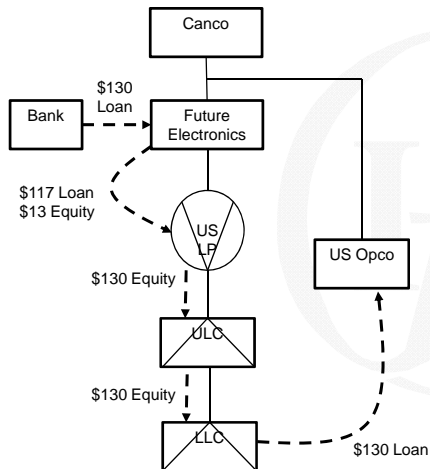 Canco
$130
Loan
Bank
Future
Electronics
$117 Loan
$13 Equity
US
LP
US Opco
$130 Equity
ULC
$130 Equity
LLC
$130 Loan